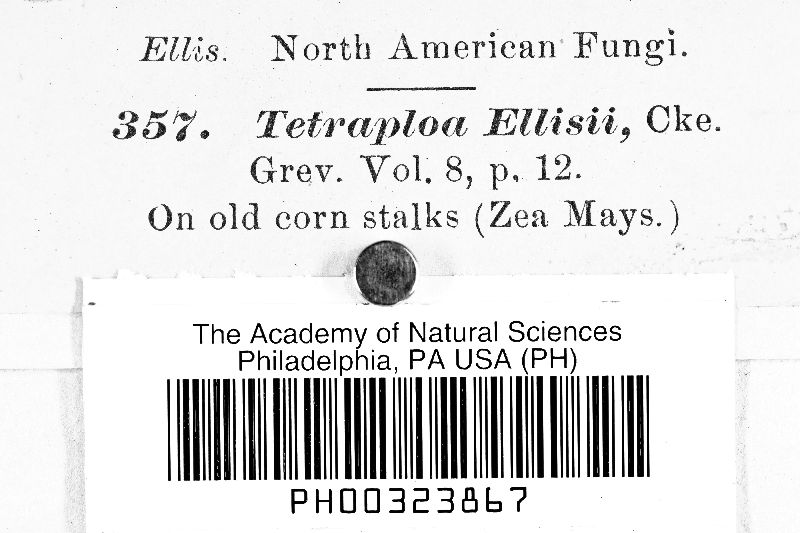 Ellis. North American Fungi.
357. Tetraploa Ellisii, Cke.
Grev. Vol. 8, p. 12.
On old corn stalks (Zea Mays.)
The Academy of Natural Sciences
Philadelphia, PA USA (PH)
PH00323867